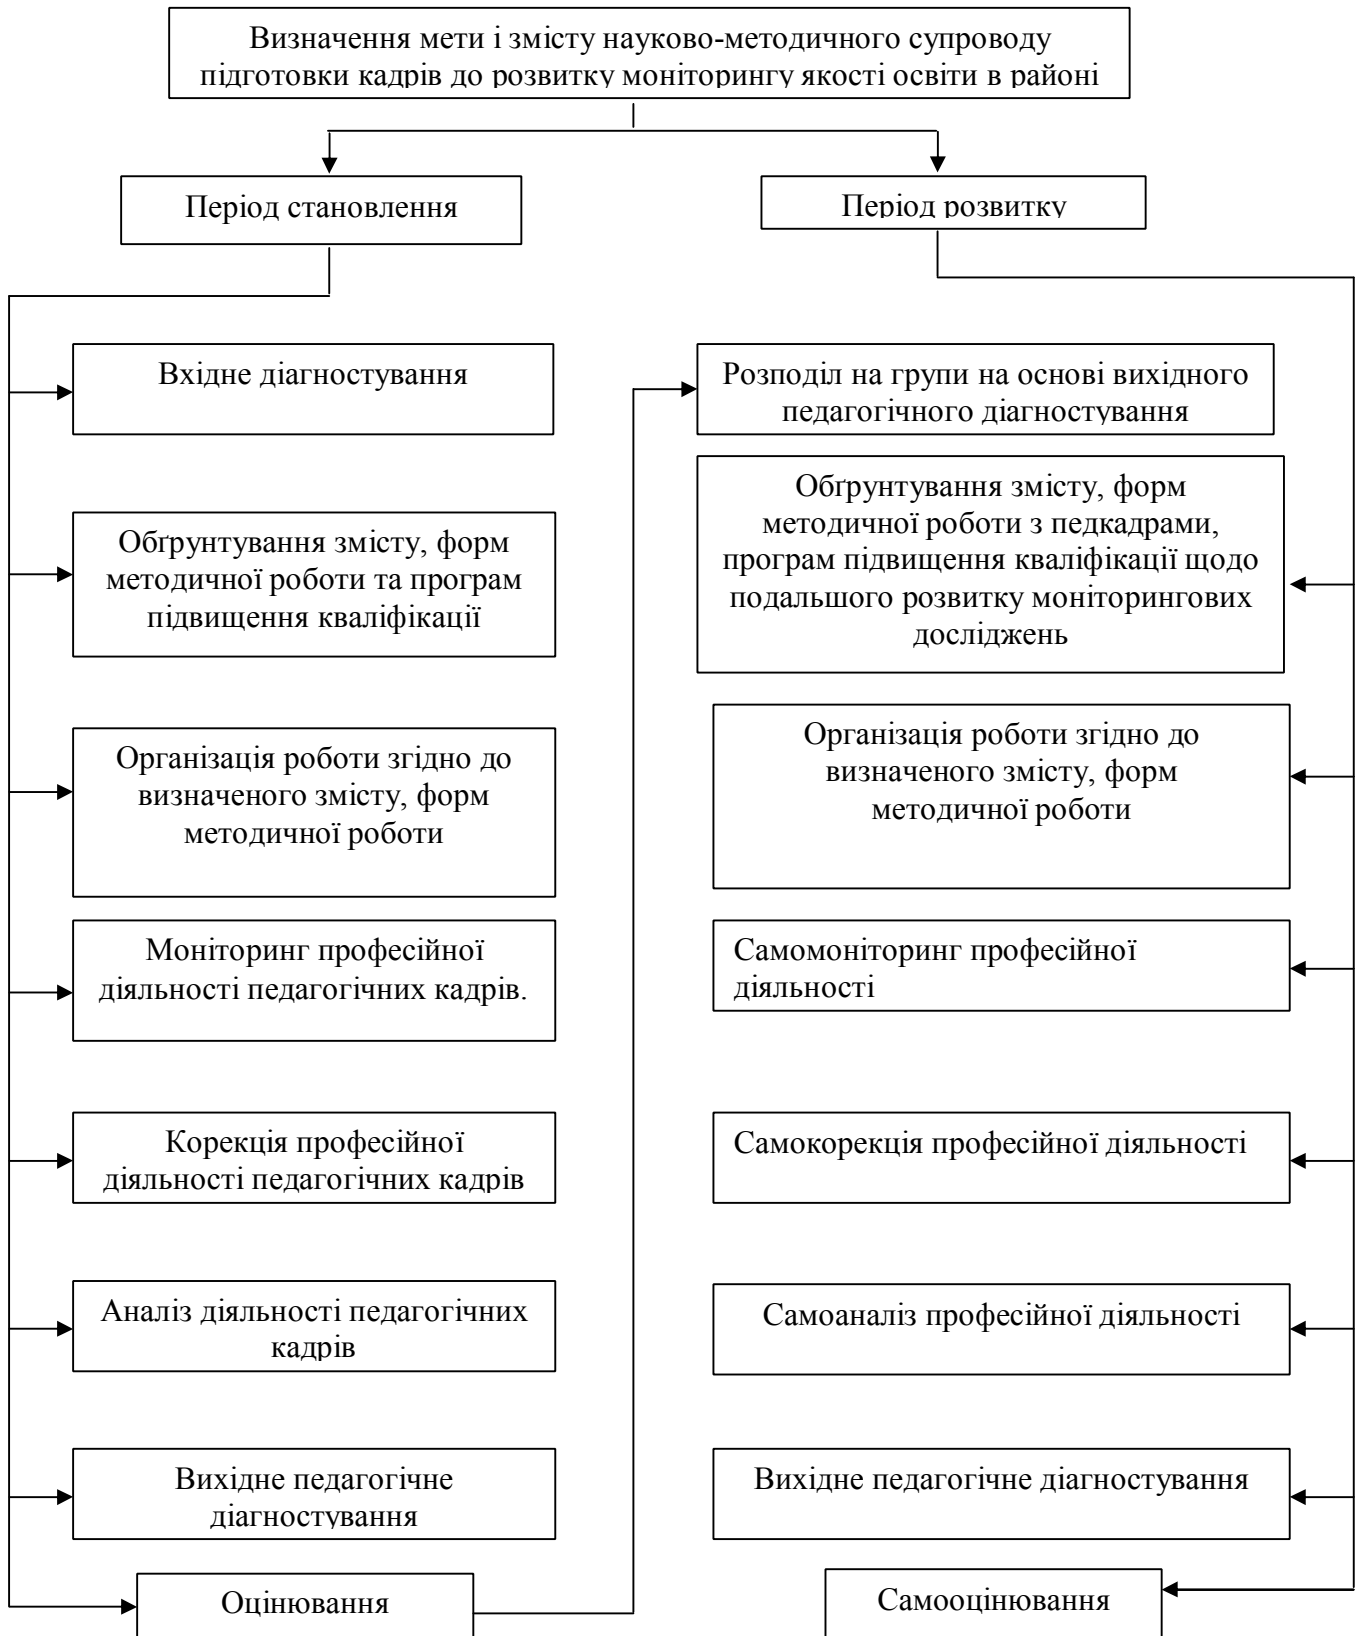 Визначення мети і змісту науково-методичного супроводу
підготовки кадрів до розвитку моніторингу якості освіти в районі
Період становлення
Період розвитку
Вхідне діагностування
Обґрунтування змісту, форм
методичної роботи та програм
підвищення кваліфікації
Організація роботи згідно до
визначеного змісту, форм
методичної роботи
Моніторинг професійної
діяльності педагогічних кадрів.
Корекція професійної
діяльності педагогічних кадрів
Аналіз діяльності педагогічних
кадрів
Вихідне педагогічне
діагностування
Оцінювання
Розподіл на групи на основі вихідного
педагогічного діагностування
Обґрунтування змісту, форм
методичної роботи з педкадрами,
програм підвищення кваліфікації щодо
подальшого розвитку моніторингових
досліджень
Організація роботи згідно до
визначеного змісту, форм
методичної роботи
Самомоніторинг професійної
діяльності
Самокорекція професійної діяльності
Самоаналіз професійної діяльності
Вихідне педагогічне діагностування
Самооцінювання